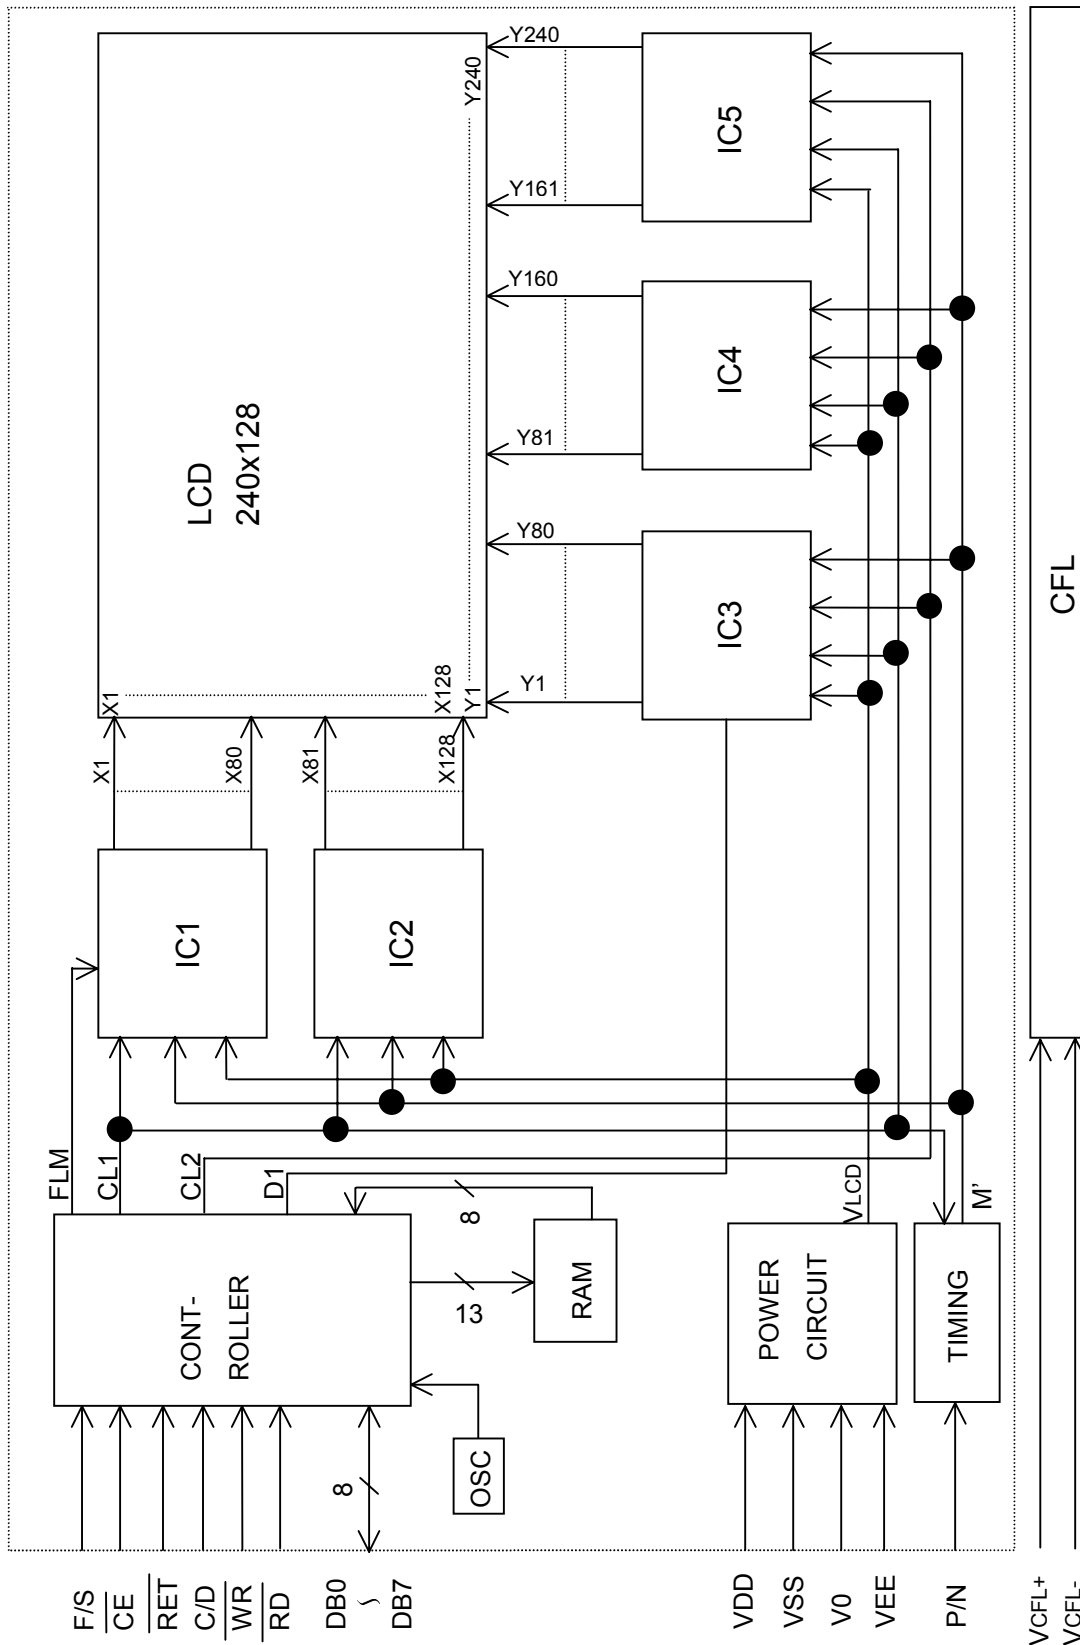 F/S
CE
RET
C/D
WR
RD
DB0
~
DB7
8
OSC
CONT-
ROLLER
13
8
RAM
FLM
CL1
CL2
D1
IC1
IC2
X1
X80
X81
X128
X1
X128
Y1
Y240
LCD
240x128
Y1
Y80
Y81
Y160
Y161
Y240
IC3
IC4
IC5
VDD
VSS
V0
VEE
P/N
POWER
CIRCUIT
VLCD
TIMING
M'
VCFL+
VCFL-
CFL